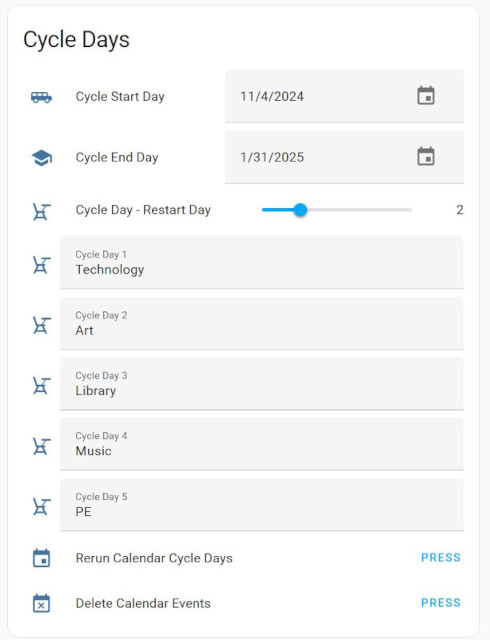 Cycle Days
Cycle Start Day 11/4/2024
Cycle End Day 1/31/2025
Cycle Day - Restart Day 2
Cycle Day 1
Technology
Cycle Day 2
Art
Cycle Day 3
Library
Cycle Day 4
Music
Cycle Day 5
PE
Rerun Calendar Cycle Days PRESS
Delete Calendar Events PRESS